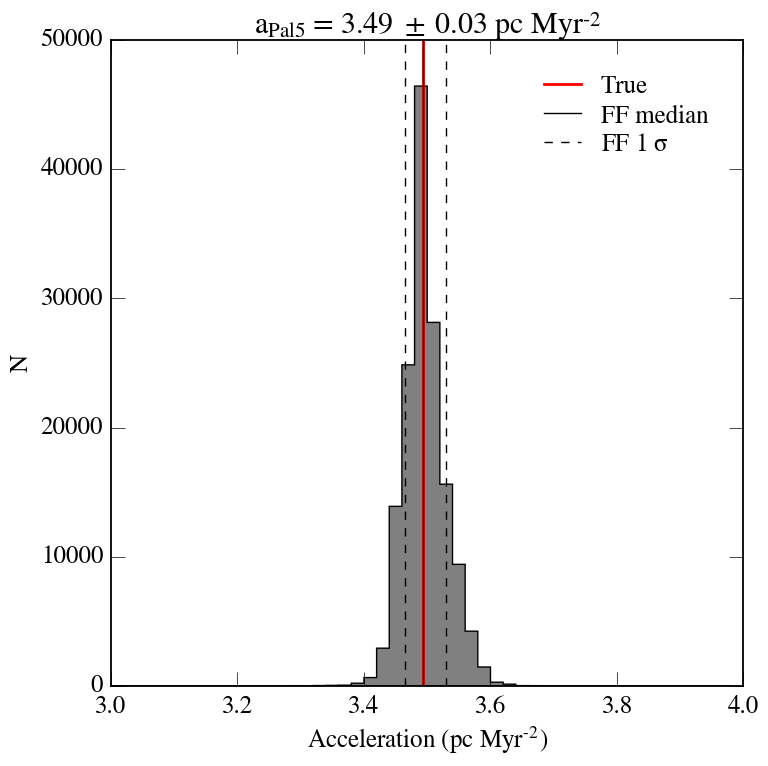 a_Pal5 = 3.49 ± 0.03 pc Myr^-2
50000
40000
30000
20000
10000
0
N
True
FF median
FF 1 σ
3.0 3.2 3.4 3.6 3.8 4.0
Acceleration (pc Myr^-2)